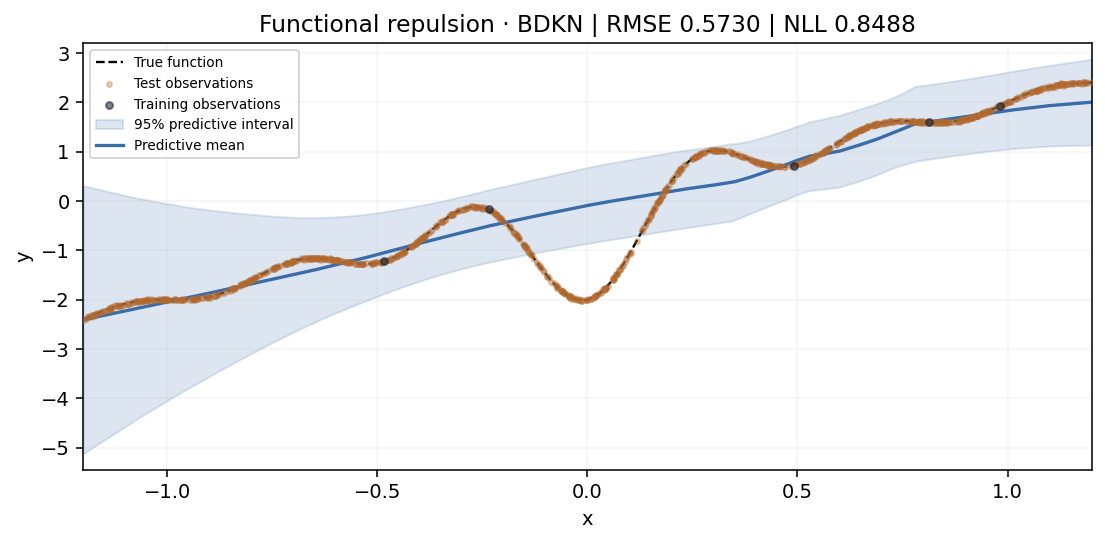 Functional repulsion · BDKN | RMSE 0.5730 | NLL 0.8488
True function
Test observations
Training observations
95% predictive interval
Predictive mean
3
2
1
0
−1
−2
−3
−4
−5
y
−1.0
−0.5
0.0
0.5
1.0
x